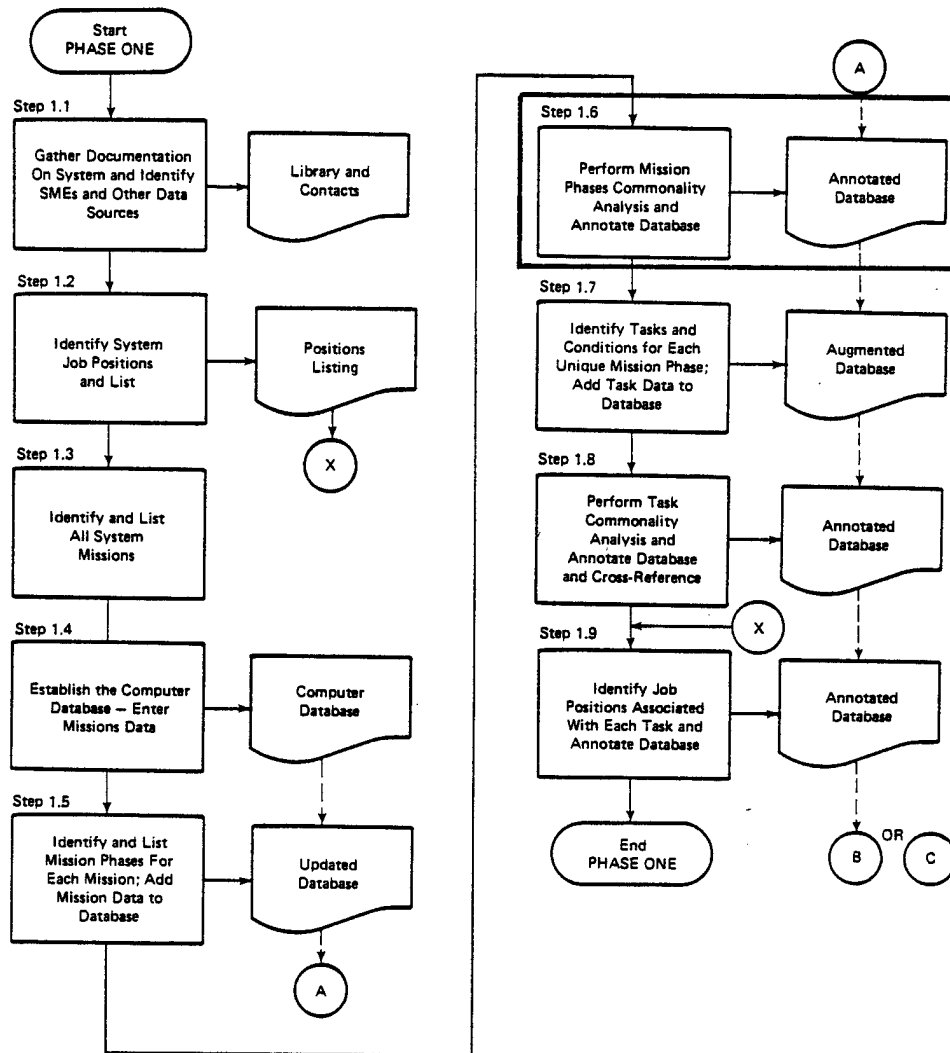 Start
PHASE ONE
Step 1.1
Gather Documentation
On System and Identify
SMEs and Other Data
Sources
Library and
Contacts
Step 1.2
Identify System
Job Positions
and List
Positions
Listing
X
Step 1.3
Identify and List
All System
Missions
Step 1.4
Establish the Computer
Database – Enter
Missions Data
Computer
Database
Step 1.5
Identify and List
Mission Phases For
Each Mission; Add
Mission Data to
Database
Updated
Database
A
A
Step 1.6
Perform Mission
Phases Commonality
Analysis and
Annotate Database
Annotated
Database
Step 1.7
Identify Tasks and
Conditions for Each
Unique Mission Phase;
Add Task Data to
Database
Augmented
Database
Step 1.8
Perform Task
Commonality
Analysis and
Annotate Database
and Cross-Reference
Annotated
Database
X
Step 1.9
Identify Job
Positions Associated
With Each Task and
Annotate Database
Annotated
Database
End
PHASE ONE
B
OR
C